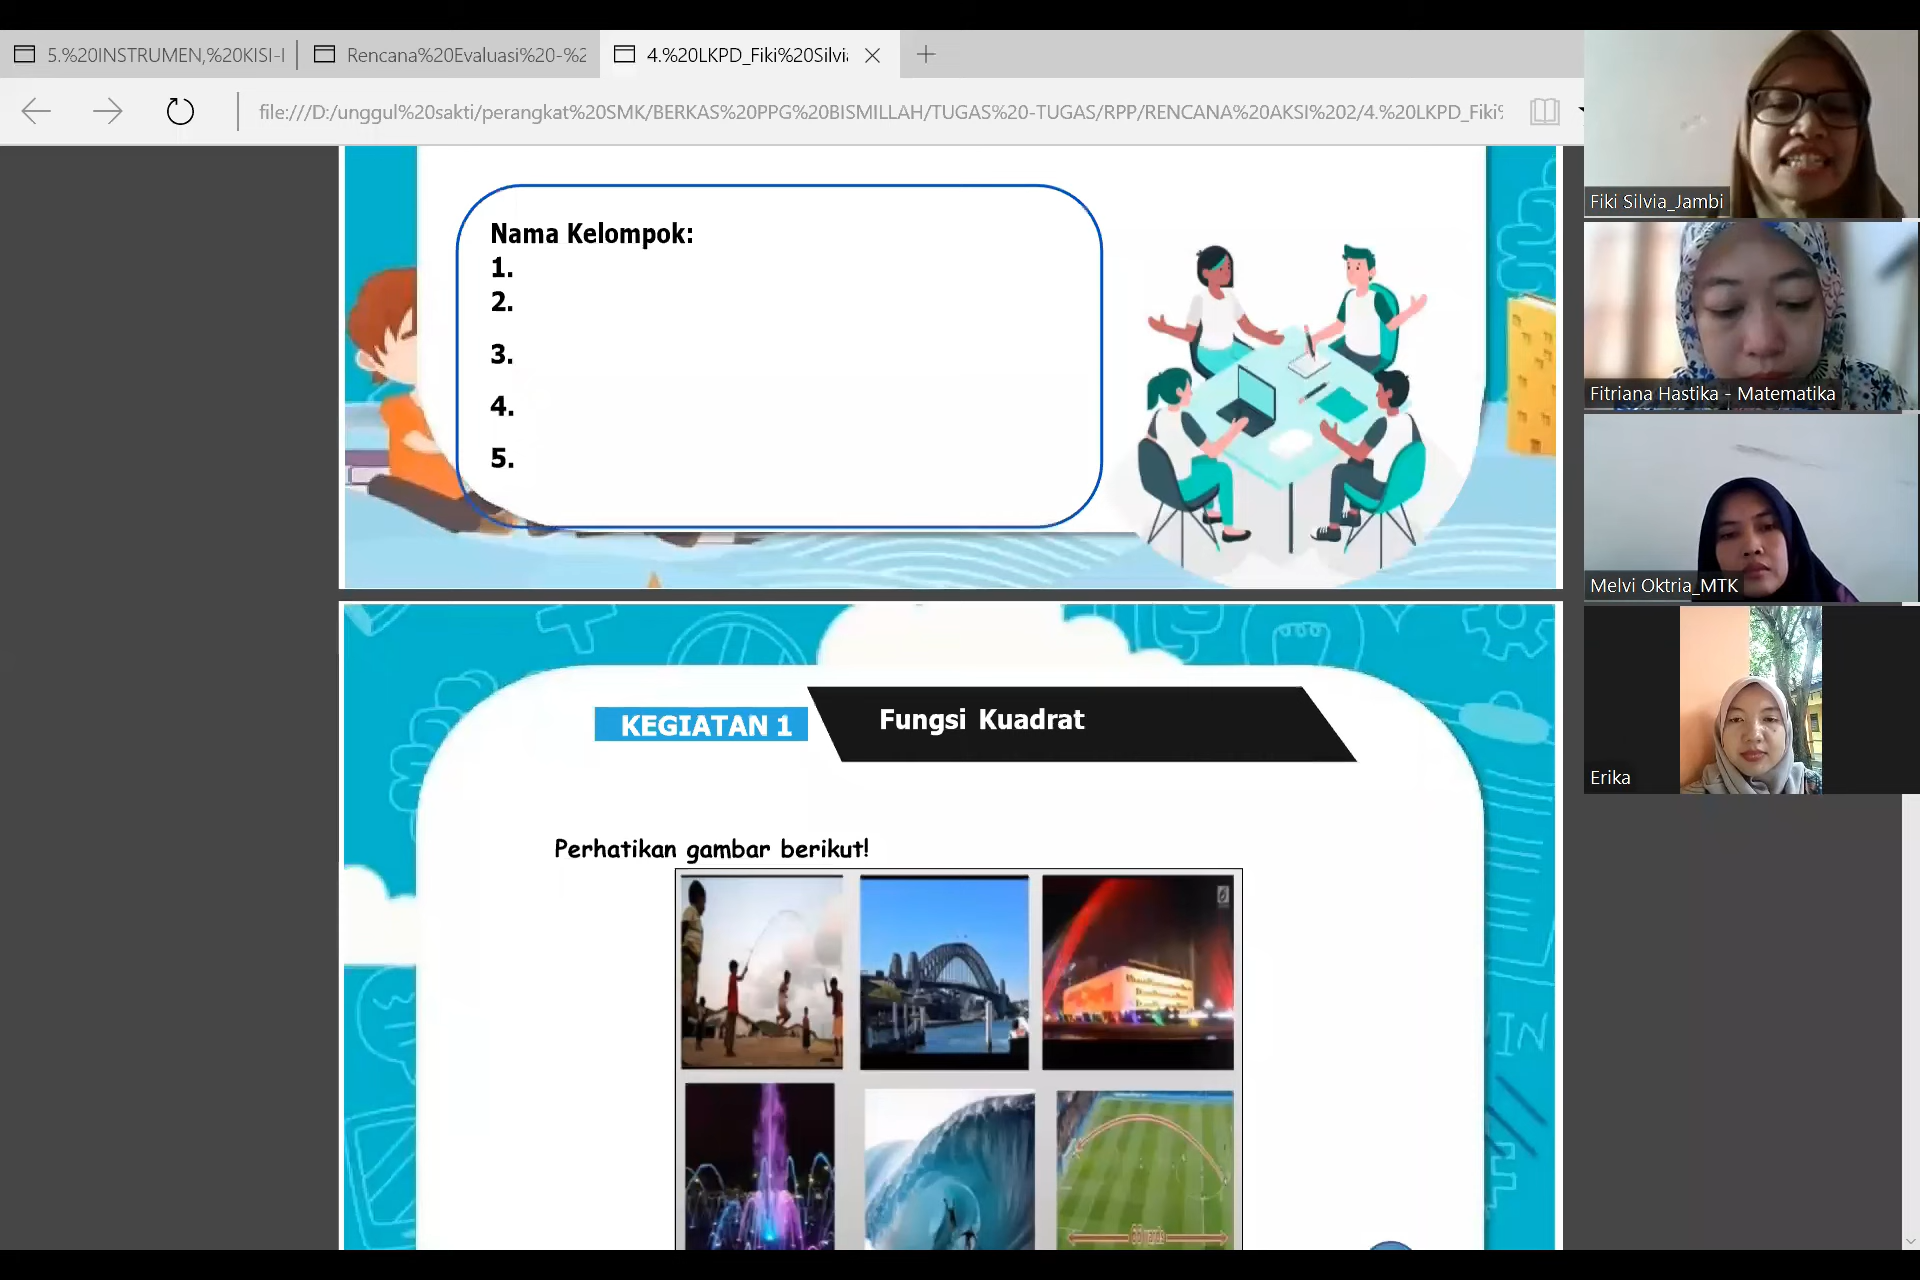 5.%20INSTRUMEN,%20KISI-I
Rencana%20Evaluasi%20-%2
4.%20LKPD_Fiki%20Silvi
file:///D:/unggul%20sakti/perangkat%20SMK/BERKAS%20PPG%20BISMILLAH/TUGAS%20-TUGAS/RPP/RENCANA%20AKSI%202/4.%20LKPD_Fiki%
Nama Kelompok:
1.
2.
3.
4.
5.
KEGIATAN 1
Fungsi Kuadrat
Perhatikan gambar berikut!
Fiki Silvia_Jambi
Fitriana Hastika - Matematika
Melvi Oktria_MTK
Erika